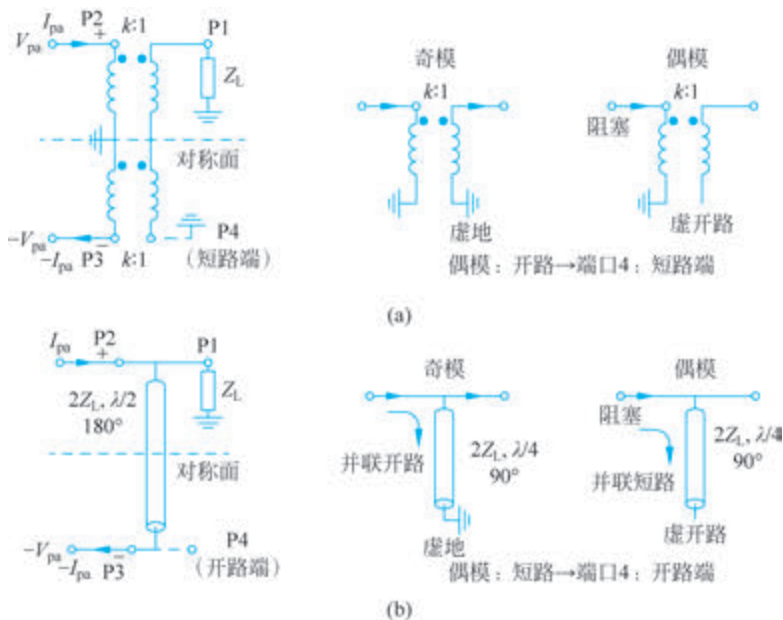 I_pa P2 k:1 P1
V_pa +
Z_L
对称面
-V_pa
-I_pa P3 − k:1 P4
(短路端)
奇模 偶模
k:1 k:1
阻塞
虚地 虚开路
偶模：开路→端口4：短路端
(a)
I_pa P2 P1
+
2Z_L, λ/2 Z_L
180°
对称面
-V_pa
-I_pa P3 − P4
(开路端)
奇模 偶模
阻塞
并联开路 2Z_L, λ/4
90°
并联短路 2Z_L, λ/4
90°
虚地 虚开路
偶模：短路→端口4：开路端
(b)